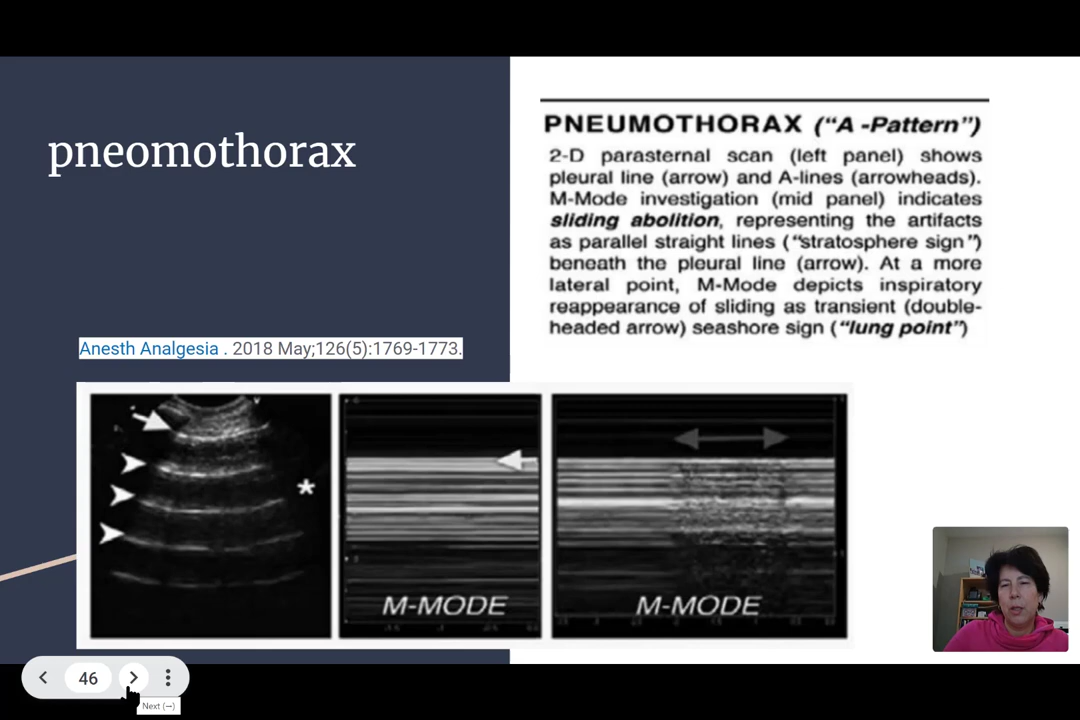 pneomothorax
PNEUMOTHORAX ("A -Pattern")
2-D parasternal scan (left panel) shows
pleural line (arrow) and A-lines (arrowheads).
M-Mode investigation (mid panel) indicates
sliding abolition, representing the artifacts
as parallel straight lines ("stratosphere sign")
beneath the pleural line (arrow). At a more
lateral point, M-Mode depicts inspiratory
reappearance of sliding as transient (double-
headed arrow) seashore sign ("lung point")
Anesth Analgesia . 2018 May;126(5):1769-1773.
*
M-MODE
M-MODE
46
Next (→)